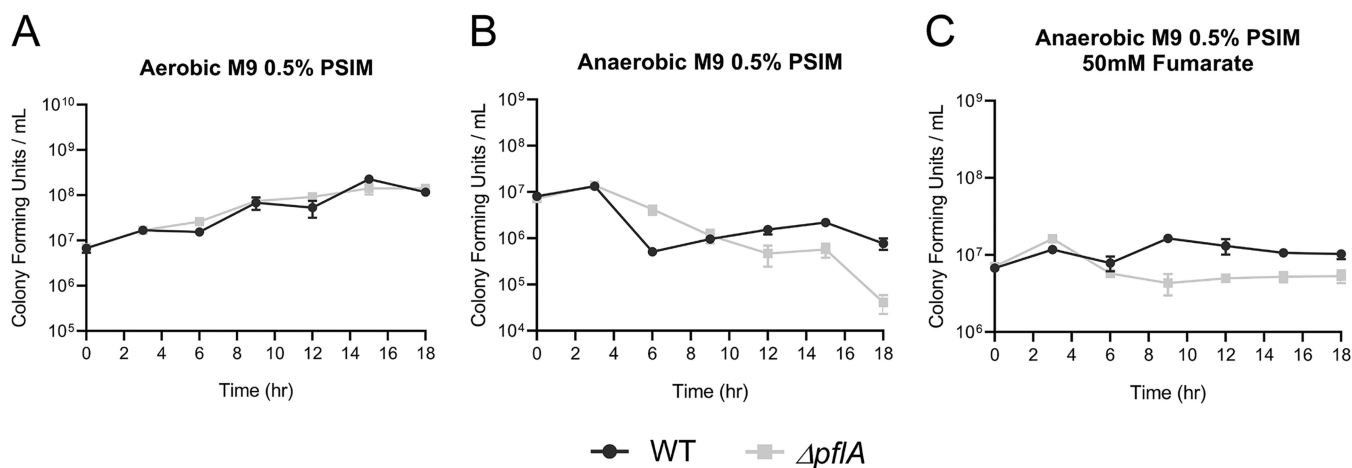 A
Aerobic M9 0.5% PSIM
Colony Forming Units / mL
10^10
10^9
10^8
10^7
10^6
10^5
0 2 4 6 8 10 12 14 16 18
Time (hr)
B
Anaerobic M9 0.5% PSIM
Colony Forming Units / mL
10^9
10^8
10^7
10^6
10^5
10^4
0 2 4 6 8 10 12 14 16 18
Time (hr)
C
Anaerobic M9 0.5% PSIM
50mM Fumarate
Colony Forming Units / mL
10^9
10^8
10^7
10^6
0 2 4 6 8 10 12 14 16 18
Time (hr)
WT ΔpflA